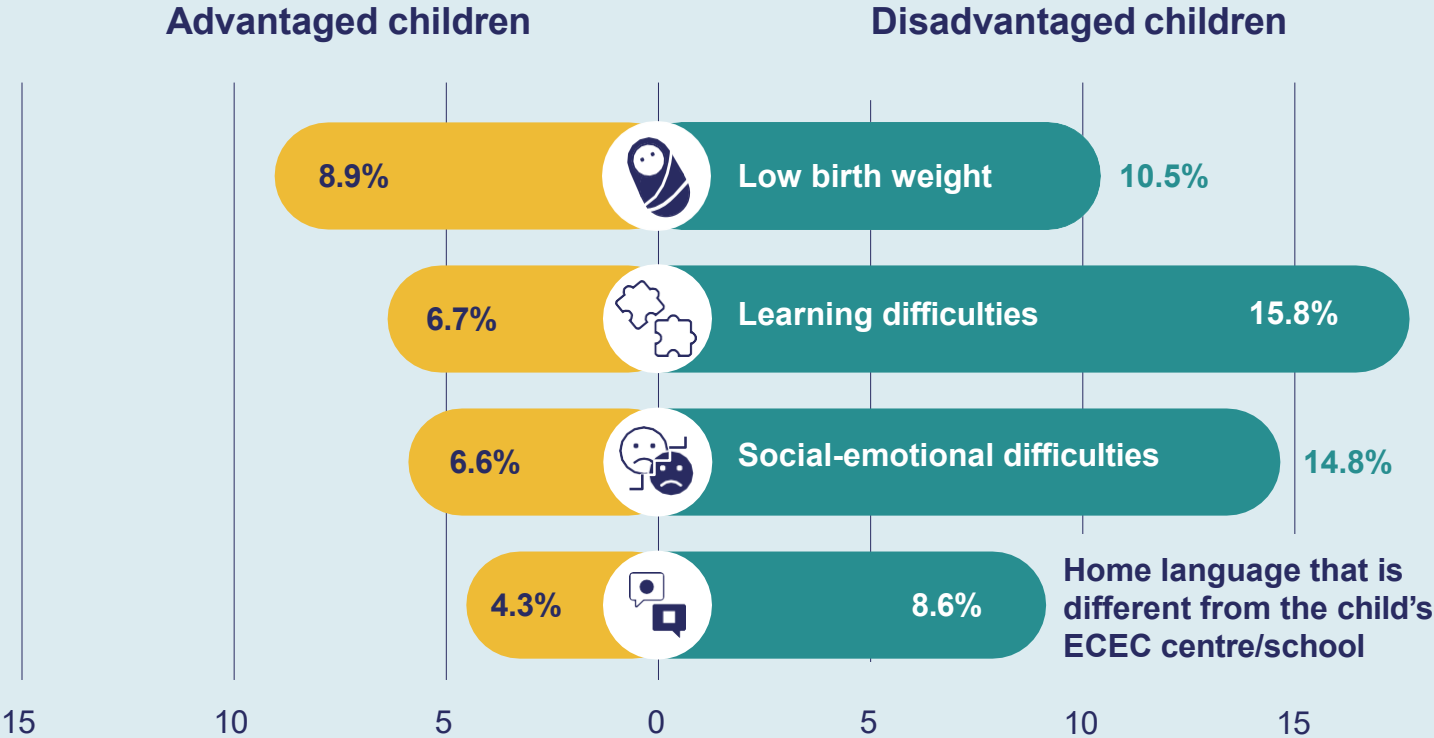 Advantaged children
Disadvantaged children
8.9%
Low birth weight
10.5%
6.7%
Learning difficulties
15.8%
6.6%
Social-emotional difficulties
14.8%
4.3%
8.6%
Home language that is
different from the child’s
ECEC centre/school
15 10 5 0 5 10 15